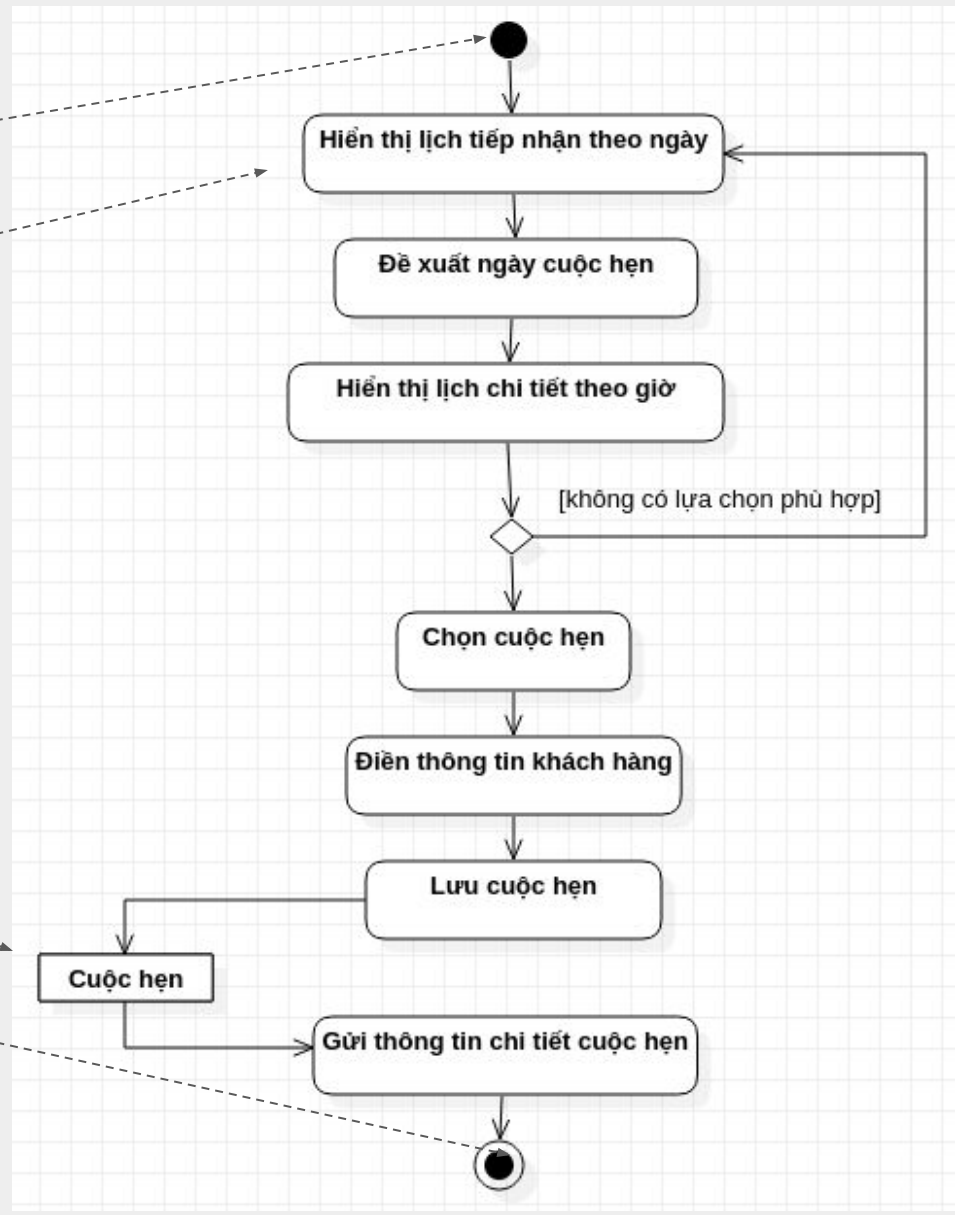 Hiển thị lịch tiếp nhận theo ngày
Đề xuất ngày cuộc hẹn
Hiển thị lịch chi tiết theo giờ
[không có lựa chọn phù hợp]
Chọn cuộc hẹn
Điền thông tin khách hàng
Lưu cuộc hẹn
Cuộc hẹn
Gửi thông tin chi tiết cuộc hẹn